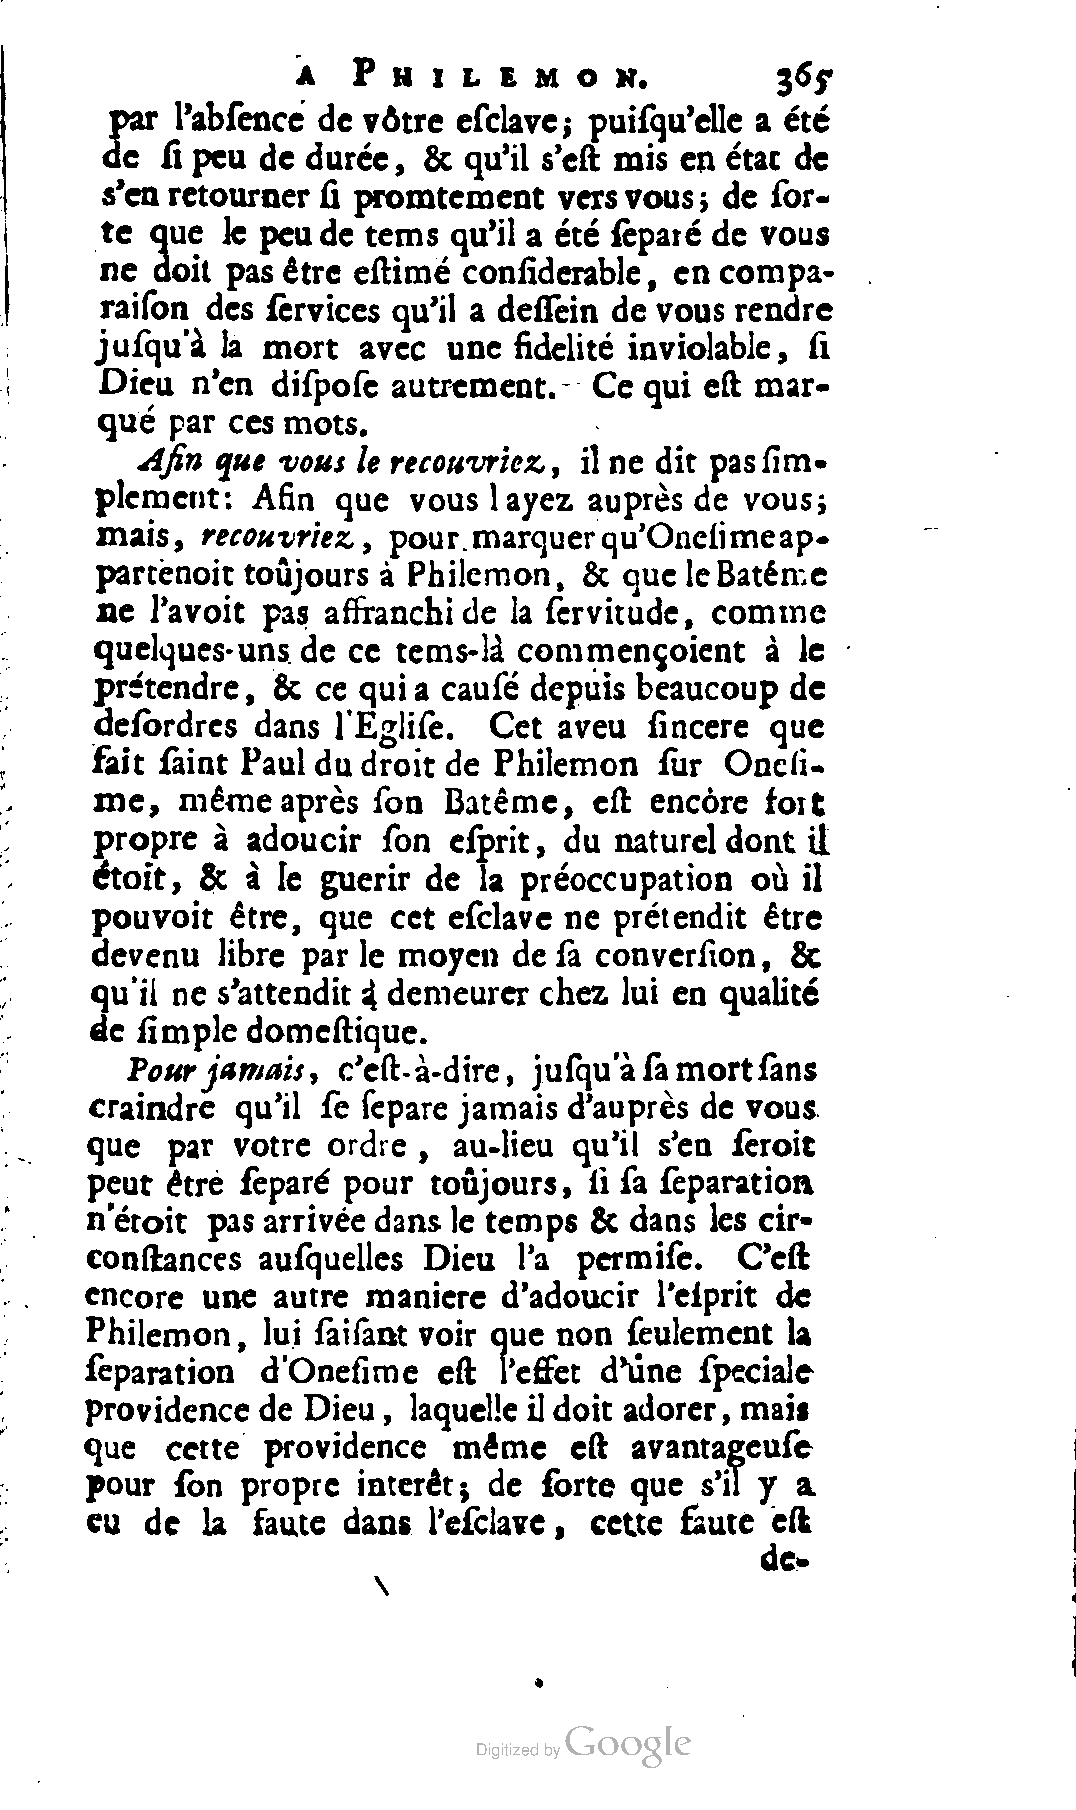 A PHILEMON. 365
par l'abſence de vôtre eſclave; puiſqu'elle a été
de ſi peu de durée, & qu'il s'eſt mis en état de
s'en retourner ſi promtement vers vous; de ſor-
te que le peu de tems qu'il a été ſeparé de vous
ne doit pas être eſtimé conſiderable, en compa-
raiſon des ſervices qu'il a deſſein de vous rendre
juſqu'à la mort avec une fidelité inviolable, ſi
Dieu n'en diſpoſe autrement. Ce qui eſt mar-
qué par ces mots.
Afin que vous le recouvriez, il ne dit pas ſim-
plement: Afin que vous layez auprès de vous;
mais, recouvriez, pour marquer qu'Oneſime ap-
partenoit toûjours à Philemon, & que le Batême
ne l'avoit pas affranchi de la ſervitude, comme
quelques-uns de ce tems-là commençoient à le
prétendre, & ce qui a cauſé depuis beaucoup de
deſordres dans l'Egliſe. Cet aveu ſincere que
fait ſaint Paul du droit de Philemon ſur Oneſi-
me, même après ſon Batême, eſt encore fort
propre à adoucir ſon eſprit, du naturel dont il
étoit, & à le guerir de la préoccupation où il
pouvoit être, que cet eſclave ne prétendit être
devenu libre par le moyen de ſa converſion, &
qu'il ne s'attendit à demeurer chez lui en qualité
de ſimple domeſtique.
Pour jamais, c'eſt-à-dire, juſqu'à ſa mort ſans
craindre qu'il ſe ſepare jamais d'auprès de vous
que par votre ordre, au-lieu qu'il s'en ſeroit
peut être ſeparé pour toûjours, ſi ſa ſeparation
n'étoit pas arrivée dans le temps & dans les cir-
conſtances auſquelles Dieu l'a permiſe. C'eſt
encore une autre maniere d'adoucir l'eſprit de
Philemon, lui faiſant voir que non ſeulement la
ſeparation d'Oneſime eſt l'effet d'une ſpeciale
providence de Dieu, laquelle il doit adorer, mais
que cette providence même eſt avantageuſe
pour ſon propre interêt; de ſorte que s'il y a
eu de la faute dans l'eſclave, cette faute eſt
de-
Digitized by Google